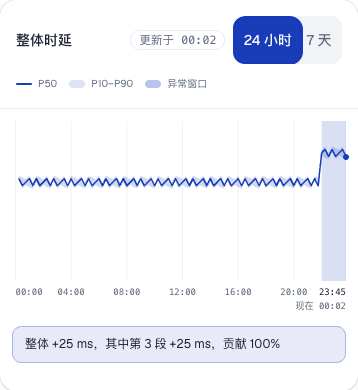 整体时延 更新于 00:02 24 小时 7 天
P50 P10–P90 异常窗口
00:00 04:00 08:00 12:00 16:00 20:00 23:45
现在 00:02
整体 +25 ms，其中第 3 段 +25 ms，贡献 100%